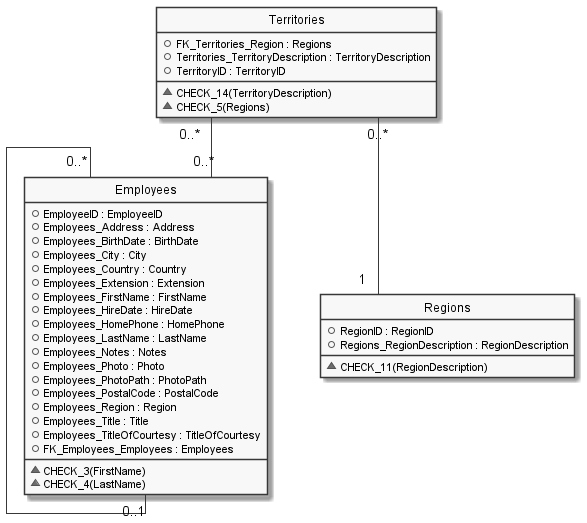 Territories
FK_Territories_Region : Regions
Territories_TerritoryDescription : TerritoryDescription
TerritoryID : TerritoryID
CHECK_14(TerritoryDescription)
CHECK_5(Regions)
0..*
0..*
0..*
0..*
Employees
EmployeeID : EmployeeID
Employees_Address : Address
Employees_BirthDate : BirthDate
Employees_City : City
Employees_Country : Country
Employees_Extension : Extension
Employees_FirstName : FirstName
Employees_HireDate : HireDate
Employees_HomePhone : HomePhone
Employees_LastName : LastName
Employees_Notes : Notes
Employees_Photo : Photo
Employees_PhotoPath : PhotoPath
Employees_PostalCode : PostalCode
Employees_Region : Region
Employees_Title : Title
Employees_TitleOfCourtesy : TitleOfCourtesy
FK_Employees_Employees : Employees
CHECK_3(FirstName)
CHECK_4(LastName)
0..1
1
Regions
RegionID : RegionID
Regions_RegionDescription : RegionDescription
CHECK_11(RegionDescription)